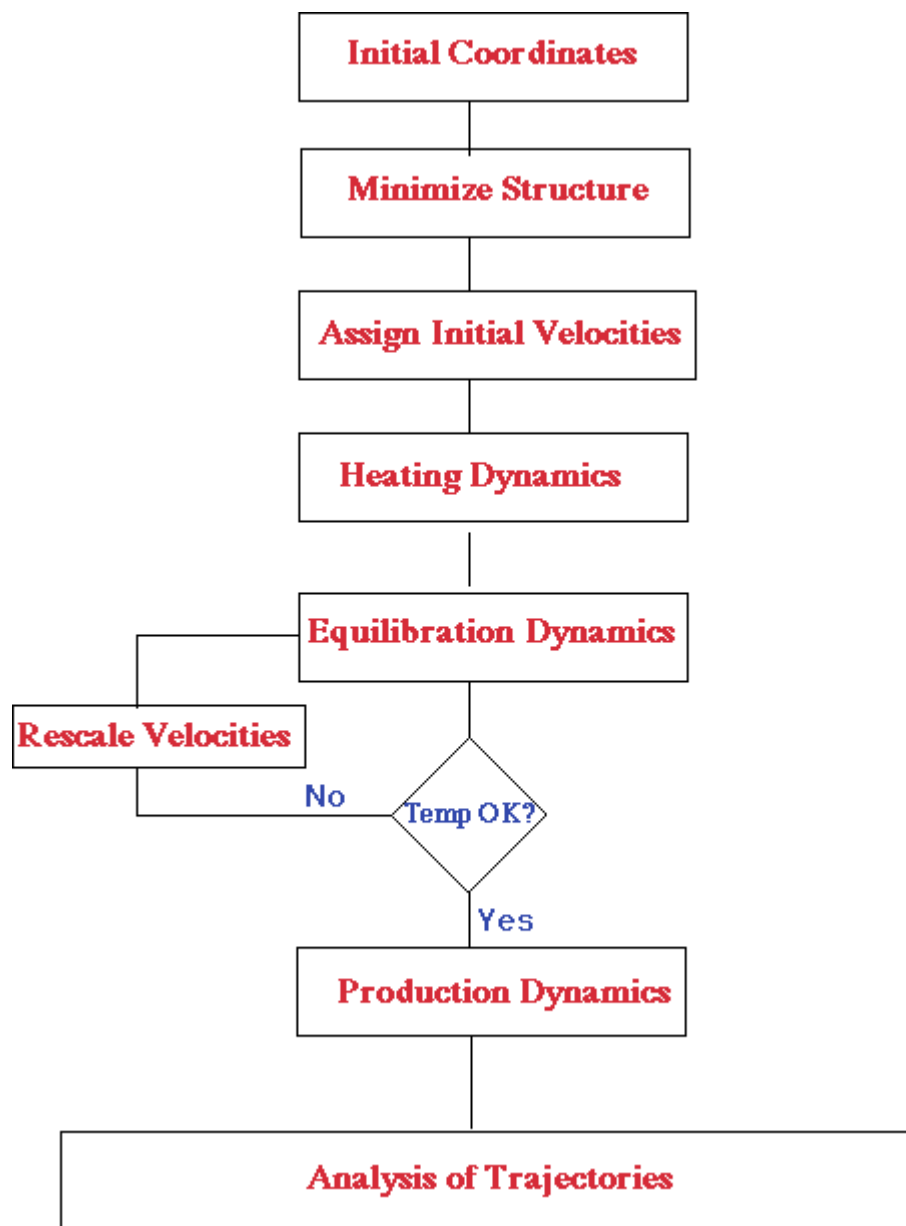 Initial Coordinates
Minimize Structure
Assign Initial Velocities
Heating Dynamics
Equilibration Dynamics
Rescale Velocities
No
Temp OK?
Yes
Production Dynamics
Analysis of Trajectories